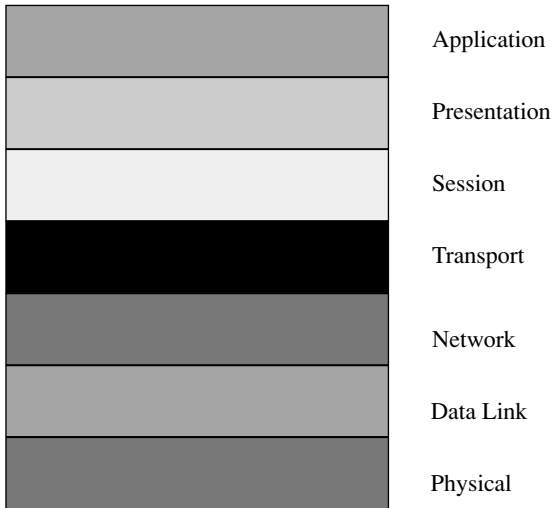 Application
Presentation
Session
Transport
Network
Data Link
Physical